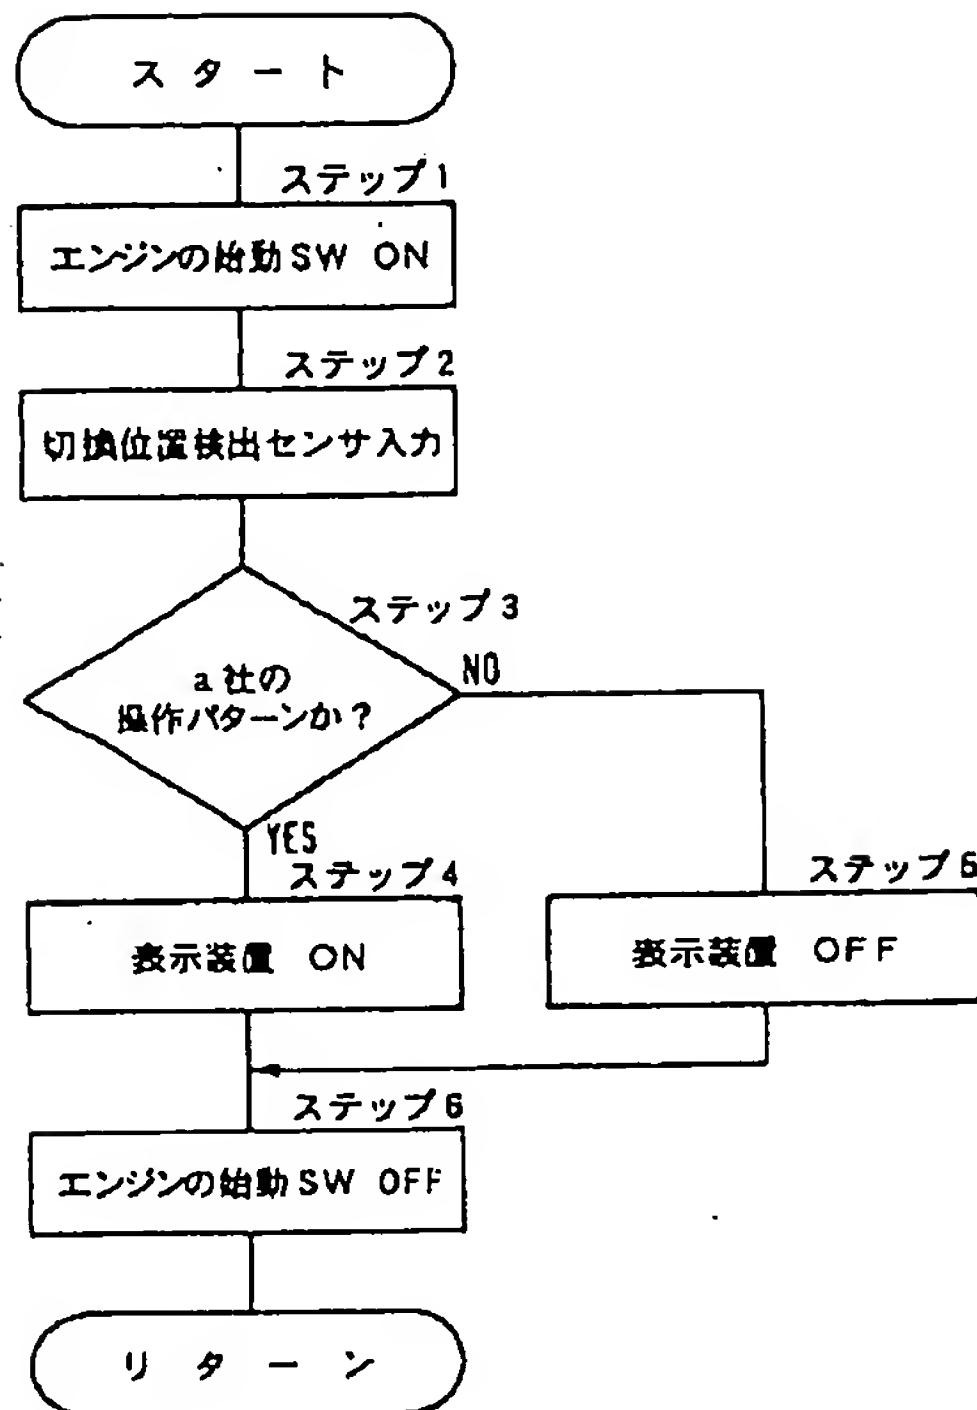 スタート
ステップ1
エンジンの始動SW ON
ステップ2
切換位置検出センサ入力
ステップ3
a社の
操作パターンか?
NO
YES
ステップ4
表示装置 ON
ステップ5
表示装置 OFF
ステップ6
エンジンの始動SW OFF
リターン